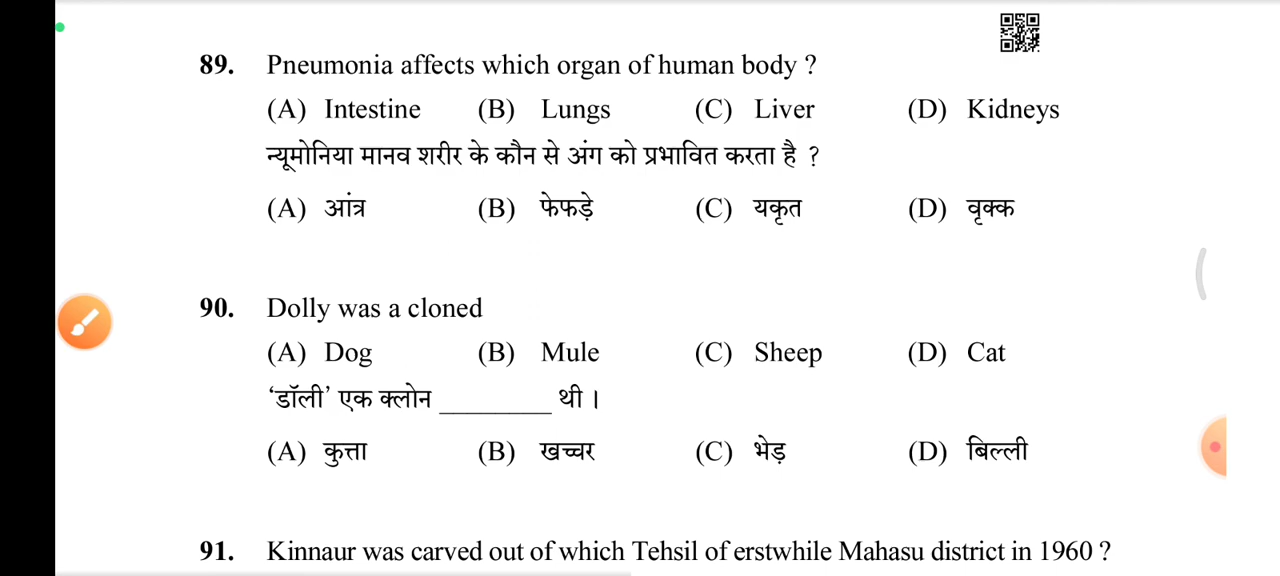 89. Pneumonia affects which organ of human body ?
(A) Intestine (B) Lungs (C) Liver (D) Kidneys
न्यूमोनिया मानव शरीर के कौन से अंग को प्रभावित करता है ?
(A) आंत्र (B) फेफड़े (C) यकृत (D) वृक्क
90. Dolly was a cloned
(A) Dog (B) Mule (C) Sheep (D) Cat
‘डॉली’ एक क्लोन ________ थी ।
(A) कुत्ता (B) खच्चर (C) भेड़ (D) बिल्ली
91. Kinnaur was carved out of which Tehsil of erstwhile Mahasu district in 1960 ?